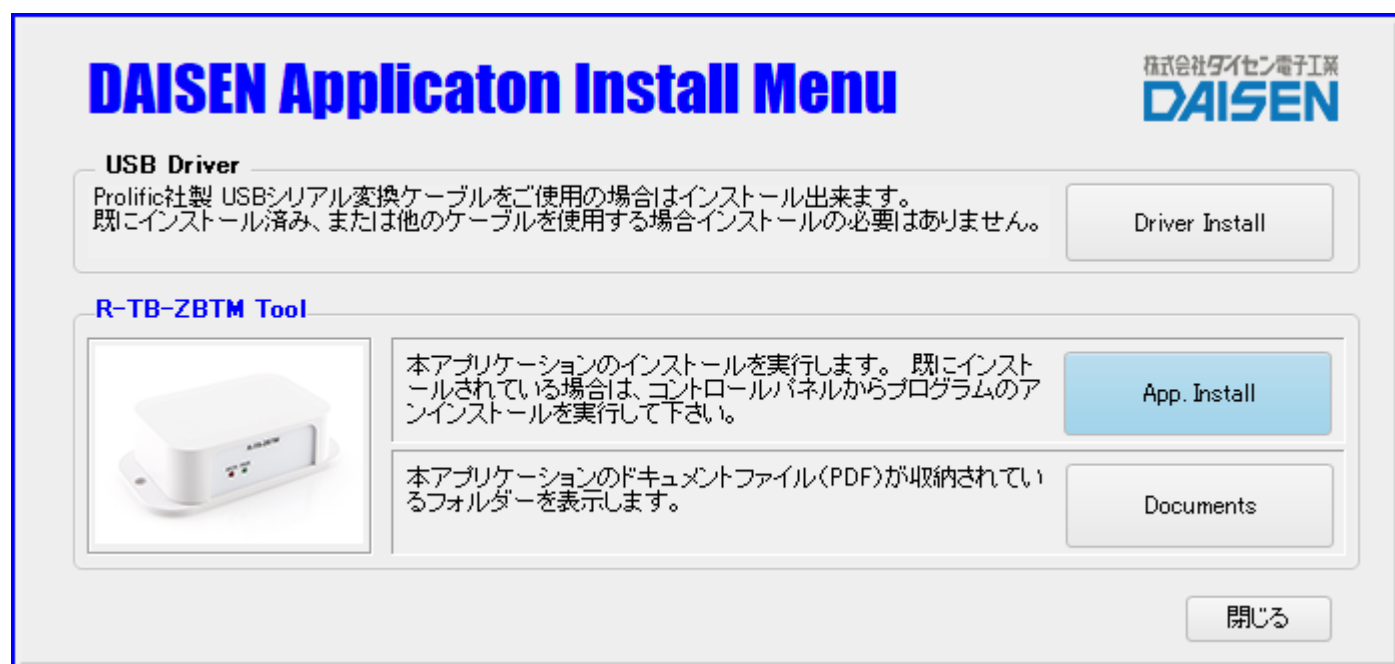 DAISEN Applicaton Install Menu
株式会社ダイセン電子工業
DAISEN
USB Driver
Prolific社製 USBシリアル変換ケーブルをご使用の場合はインストール出来ます。
既にインストール済み、または他のケーブルを使用する場合インストールの必要はありません。
Driver Install
R-TB-ZBTM Tool
本アプリケーションのインストールを実行します。 既にインスト
ールされている場合は、コントロールパネルからプログラムのア
ンインストールを実行して下さい。
App. Install
本アプリケーションのドキュメントファイル(PDF)が収納されてい
るフォルダーを表示します。
Documents
閉じる